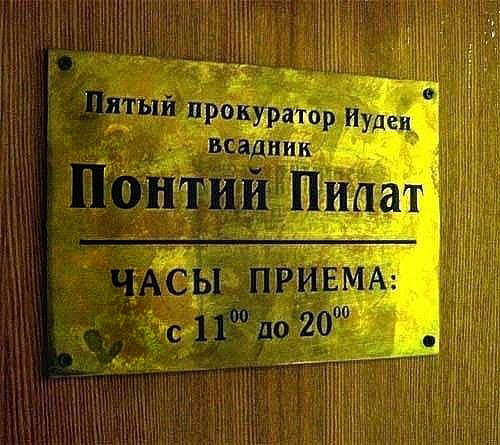 Пятый прокуратор Иудеи
всадник
Понтий Пилат
ЧАСЫ ПРИЕМА:
с 11⁰⁰ до 20⁰⁰